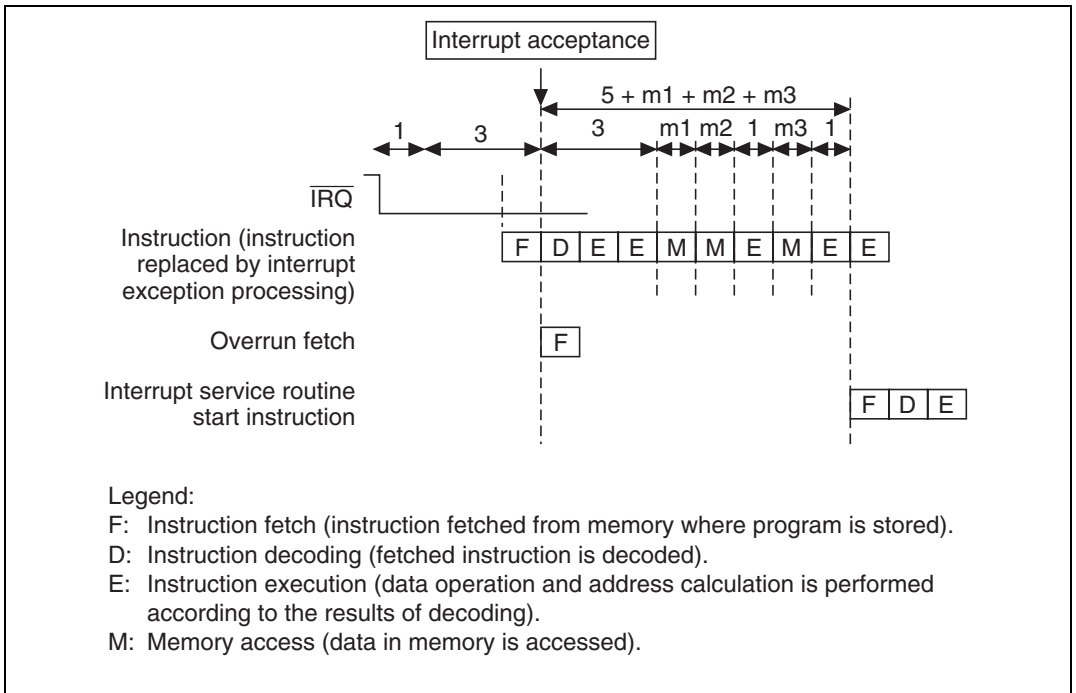 Interrupt acceptance
5 + m1 + m2 + m3
1 3 3 m1 m2 1 m3 1
IRQ
Instruction (instruction
replaced by interrupt
exception processing)
F D E E M M E M E E
Overrun fetch
F
Interrupt service routine
start instruction
F D E
Legend:
F: Instruction fetch (instruction fetched from memory where program is stored).
D: Instruction decoding (fetched instruction is decoded).
E: Instruction execution (data operation and address calculation is performed
according to the results of decoding).
M: Memory access (data in memory is accessed).